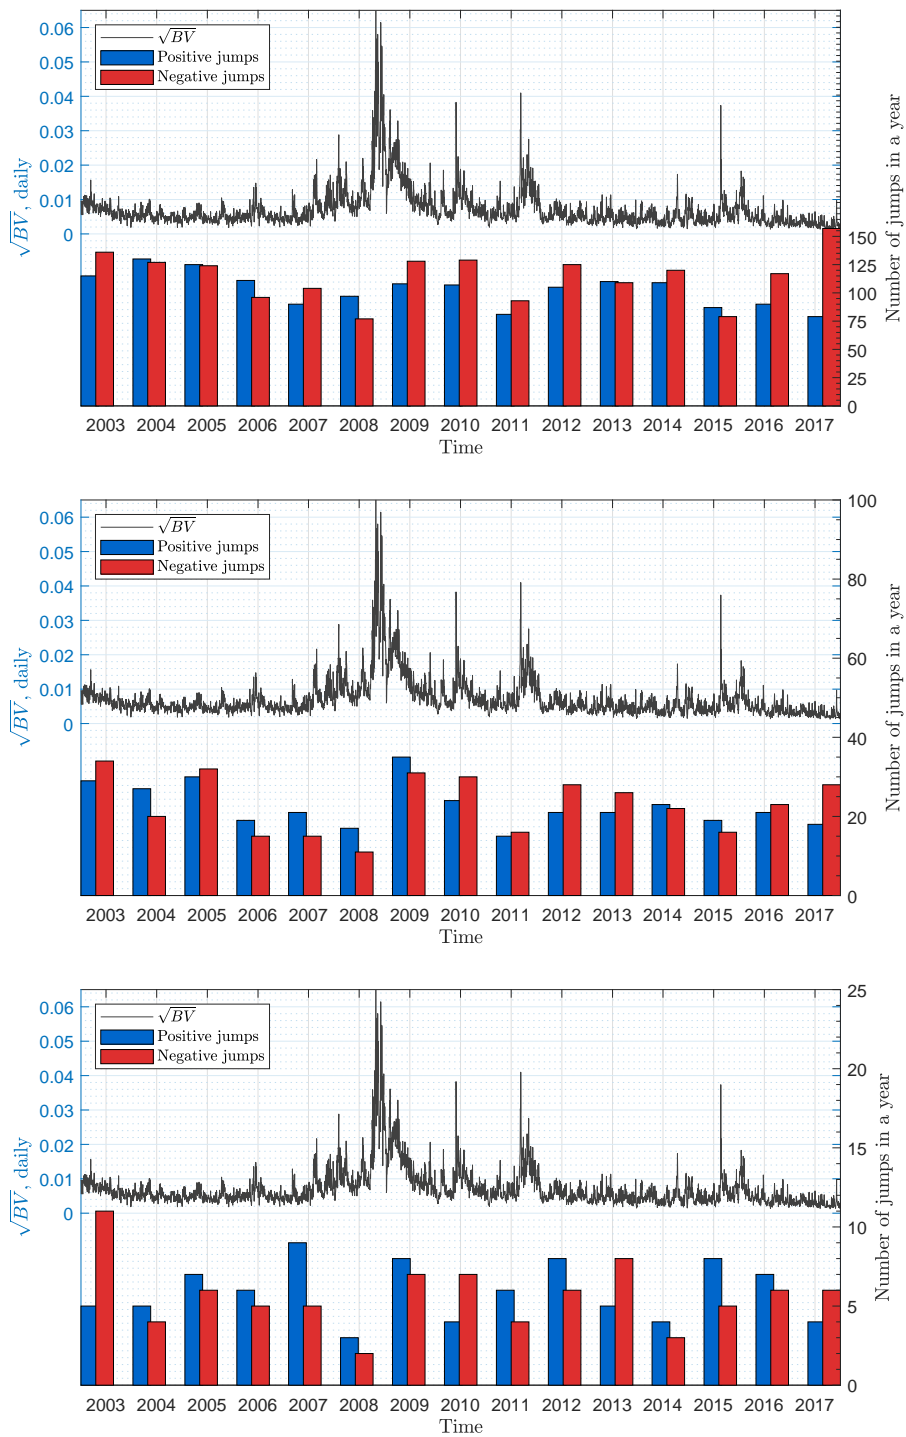 √BV
Positive jumps
Negative jumps
0.06
0.05
0.04
0.03
0.02
0.01
0
√BV, daily
150
125
100
75
50
25
0
Number of jumps in a year
2003 2004 2005 2006 2007 2008 2009 2010 2011 2012 2013 2014 2015 2016 2017
Time
√BV
Positive jumps
Negative jumps
0.06
0.05
0.04
0.03
0.02
0.01
0
√BV, daily
100
80
60
40
20
0
Number of jumps in a year
2003 2004 2005 2006 2007 2008 2009 2010 2011 2012 2013 2014 2015 2016 2017
Time
√BV
Positive jumps
Negative jumps
0.06
0.05
0.04
0.03
0.02
0.01
0
√BV, daily
25
20
15
10
5
0
Number of jumps in a year
2003 2004 2005 2006 2007 2008 2009 2010 2011 2012 2013 2014 2015 2016 2017
Time